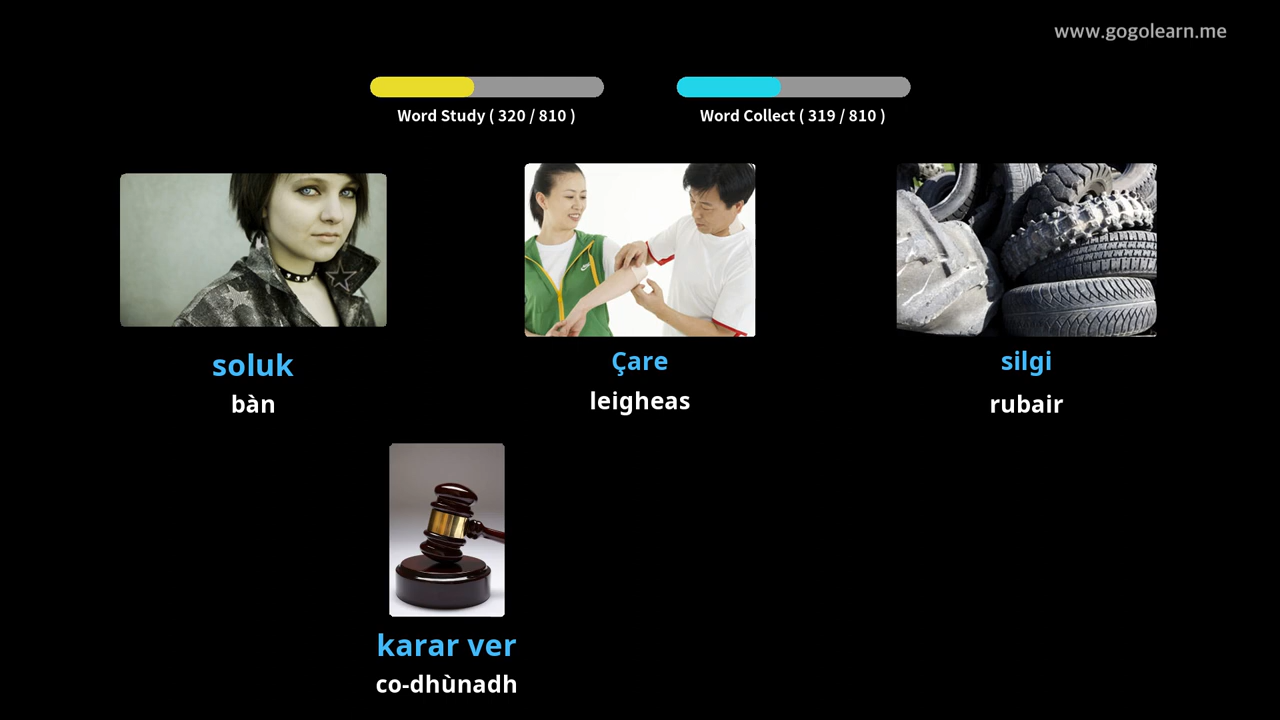 www.gogolearn.me
Word Study ( 320 / 810 )
Word Collect ( 319 / 810 )
soluk
bàn
Çare
leigheas
silgi
rubair
karar ver
co-dhùnadh